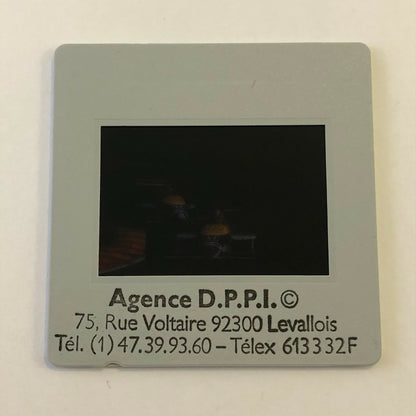 Agence D.P.P.I.©
75, Rue Voltaire 92300 Levallois
Tél. (1) 47.39.93.60 – Télex 613332F